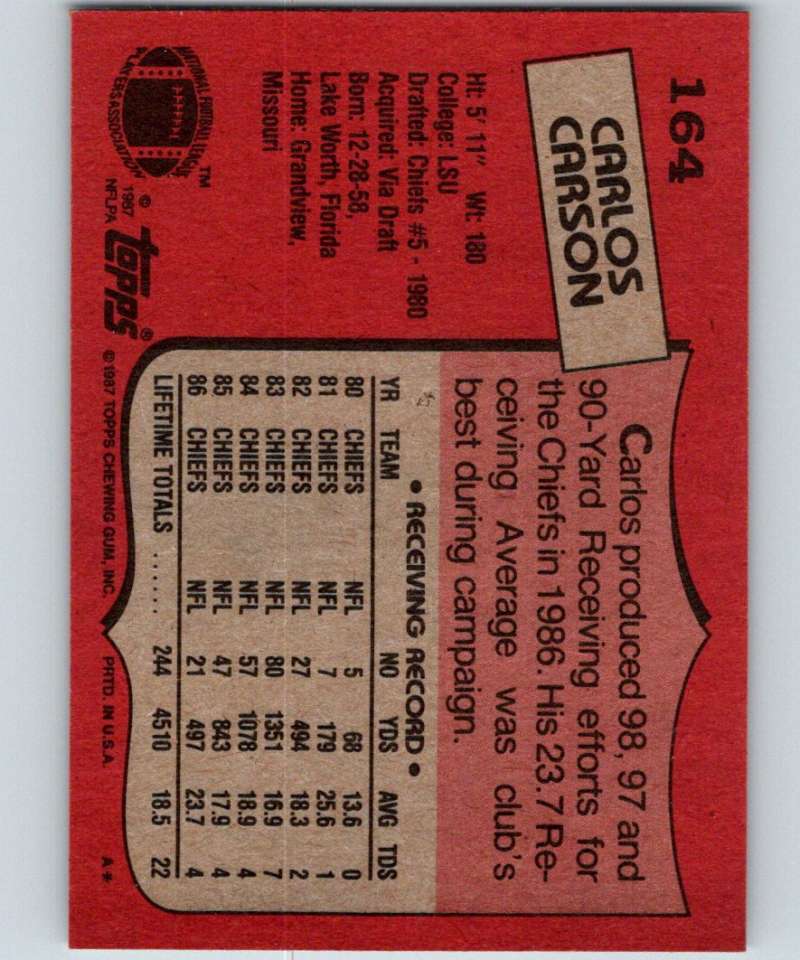 164
CARLOS
CARSON
Ht: 5' 11" Wt: 180
College: LSU
Drafted: Chiefs #5 - 1980
Acquired: Via Draft
Born: 12-28-58,
Lake Worth, Florida
Home: Grandview,
Missouri
NATIONAL FOOTBALL LEAGUE
PLAYERS ASSOCIATION
TM
© 1987
NFLPA
topps®
Carlos produced 98, 97 and
90-Yard Receiving efforts for
the Chiefs in 1986. His 23.7 Re-
ceiving Average was club's
best during campaign.
• RECEIVING RECORD •
YR TEAM NO YDS AVG TDS
80 CHIEFS NFL 5 68 13.6 0
81 CHIEFS NFL 7 179 25.6 1
82 CHIEFS NFL 27 494 18.3 2
83 CHIEFS NFL 80 1351 16.9 7
84 CHIEFS NFL 57 1078 18.9 4
85 CHIEFS NFL 47 843 17.9 4
86 CHIEFS NFL 21 497 23.7 4
LIFETIME TOTALS ...... 244 4510 18.5 22
©1987 TOPPS CHEWING GUM, INC. PRTD. IN U.S.A. A*